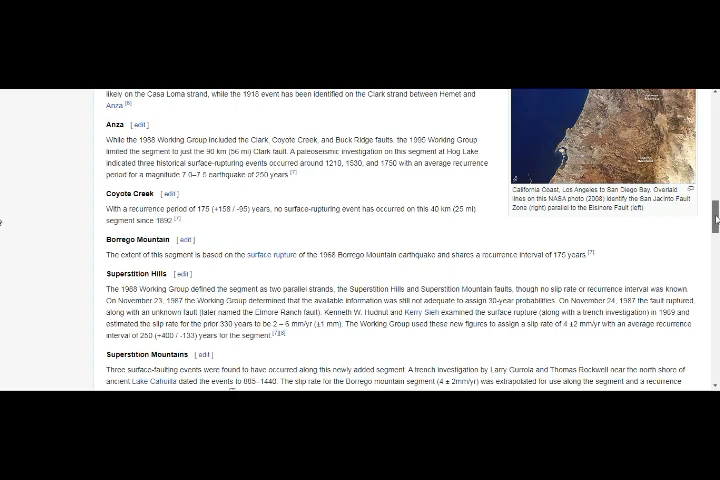 likely on the Casa Loma strand, while the 1918 event has been identified on the Clark strand between Hemet and
Anza.[6]
Anza [edit]
While the 1988 Working Group included the Clark, Coyote Creek, and Buck Ridge faults, the 1995 Working Group
limited the segment to just the 90 km (56 mi) Clark fault. A paleoseismic investigation on this segment at Hog Lake
indicated three historical surface-rupturing events occurred around 1210, 1530, and 1750 with an average recurrence
period for a magnitude 7.0–7.5 earthquake of 250 years.[7]
California Coast, Los Angeles to San Diego Bay. Overlaid
lines on this NASA photo (2008) identify the San Jacinto Fault
Zone (right) parallel to the Elsinore Fault (left)
Coyote Creek [edit]
With a recurrence period of 175 (+158 / -95) years, no surface-rupturing event has occurred on this 40 km (25 mi)
segment since 1892.[7]
Borrego Mountain [edit]
The extent of this segment is based on the surface rupture of the 1968 Borrego Mountain earthquake and shares a recurrence interval of 175 years.[7]
Superstition Hills [edit]
The 1988 Working Group defined the segment as two parallel strands, the Superstition Hills and Superstition Mountain faults, though no slip rate or recurrence interval was known.
On November 23, 1987 the Working Group determined that the available information was still not adequate to assign 30-year probabilities. On November 24, 1987 the fault ruptured,
along with an unknown fault (later named the Elmore Ranch fault). Kenneth W. Hudnut and Kerry Sieh examined the surface rupture (along with a trench investigation) in 1989 and
estimated the slip rate for the prior 330 years to be 2 – 6 mm/yr (±1 mm). The Working Group used these new figures to assign a slip rate of 4 ±2 mm/yr with an average recurrence
interval of 250 (+400 / -133) years for the segment.[7][8]
Superstition Mountains [edit]
Three surface-faulting events were found to have occurred along this newly added segment. A trench investigation by Larry Gurrola and Thomas Rockwell near the north shore of
ancient Lake Cahuilla dated the events to 885–1440. The slip rate for the Borrego mountain segment (4 ± 2mm/yr) was extrapolated for use along the segment and a recurrence